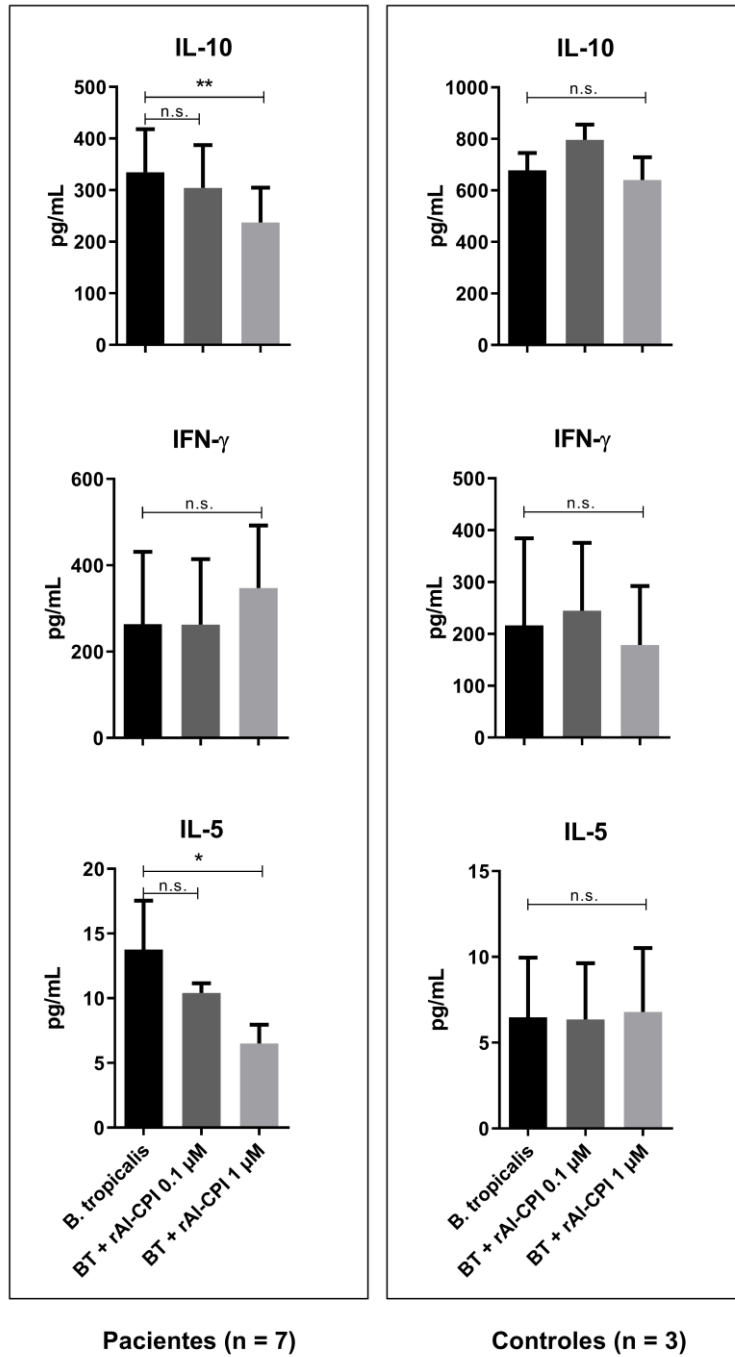 IL-10
500
400
300
200
100
0
pg/mL
**
n.s.
IL-10
1000
800
600
400
200
0
pg/mL
n.s.
IFN-γ
600
400
200
0
pg/mL
n.s.
IFN-γ
500
400
300
200
100
0
pg/mL
n.s.
IL-5
20
15
10
5
0
pg/mL
*
n.s.
B. tropicalis
BT + rAl-CPI 0.1 µM
BT + rAl-CPI 1 µM
IL-5
15
10
5
0
pg/mL
n.s.
B. tropicalis
BT + rAl-CPI 0.1 µM
BT + rAl-CPI 1 µM
Pacientes (n = 7)
Controles (n = 3)